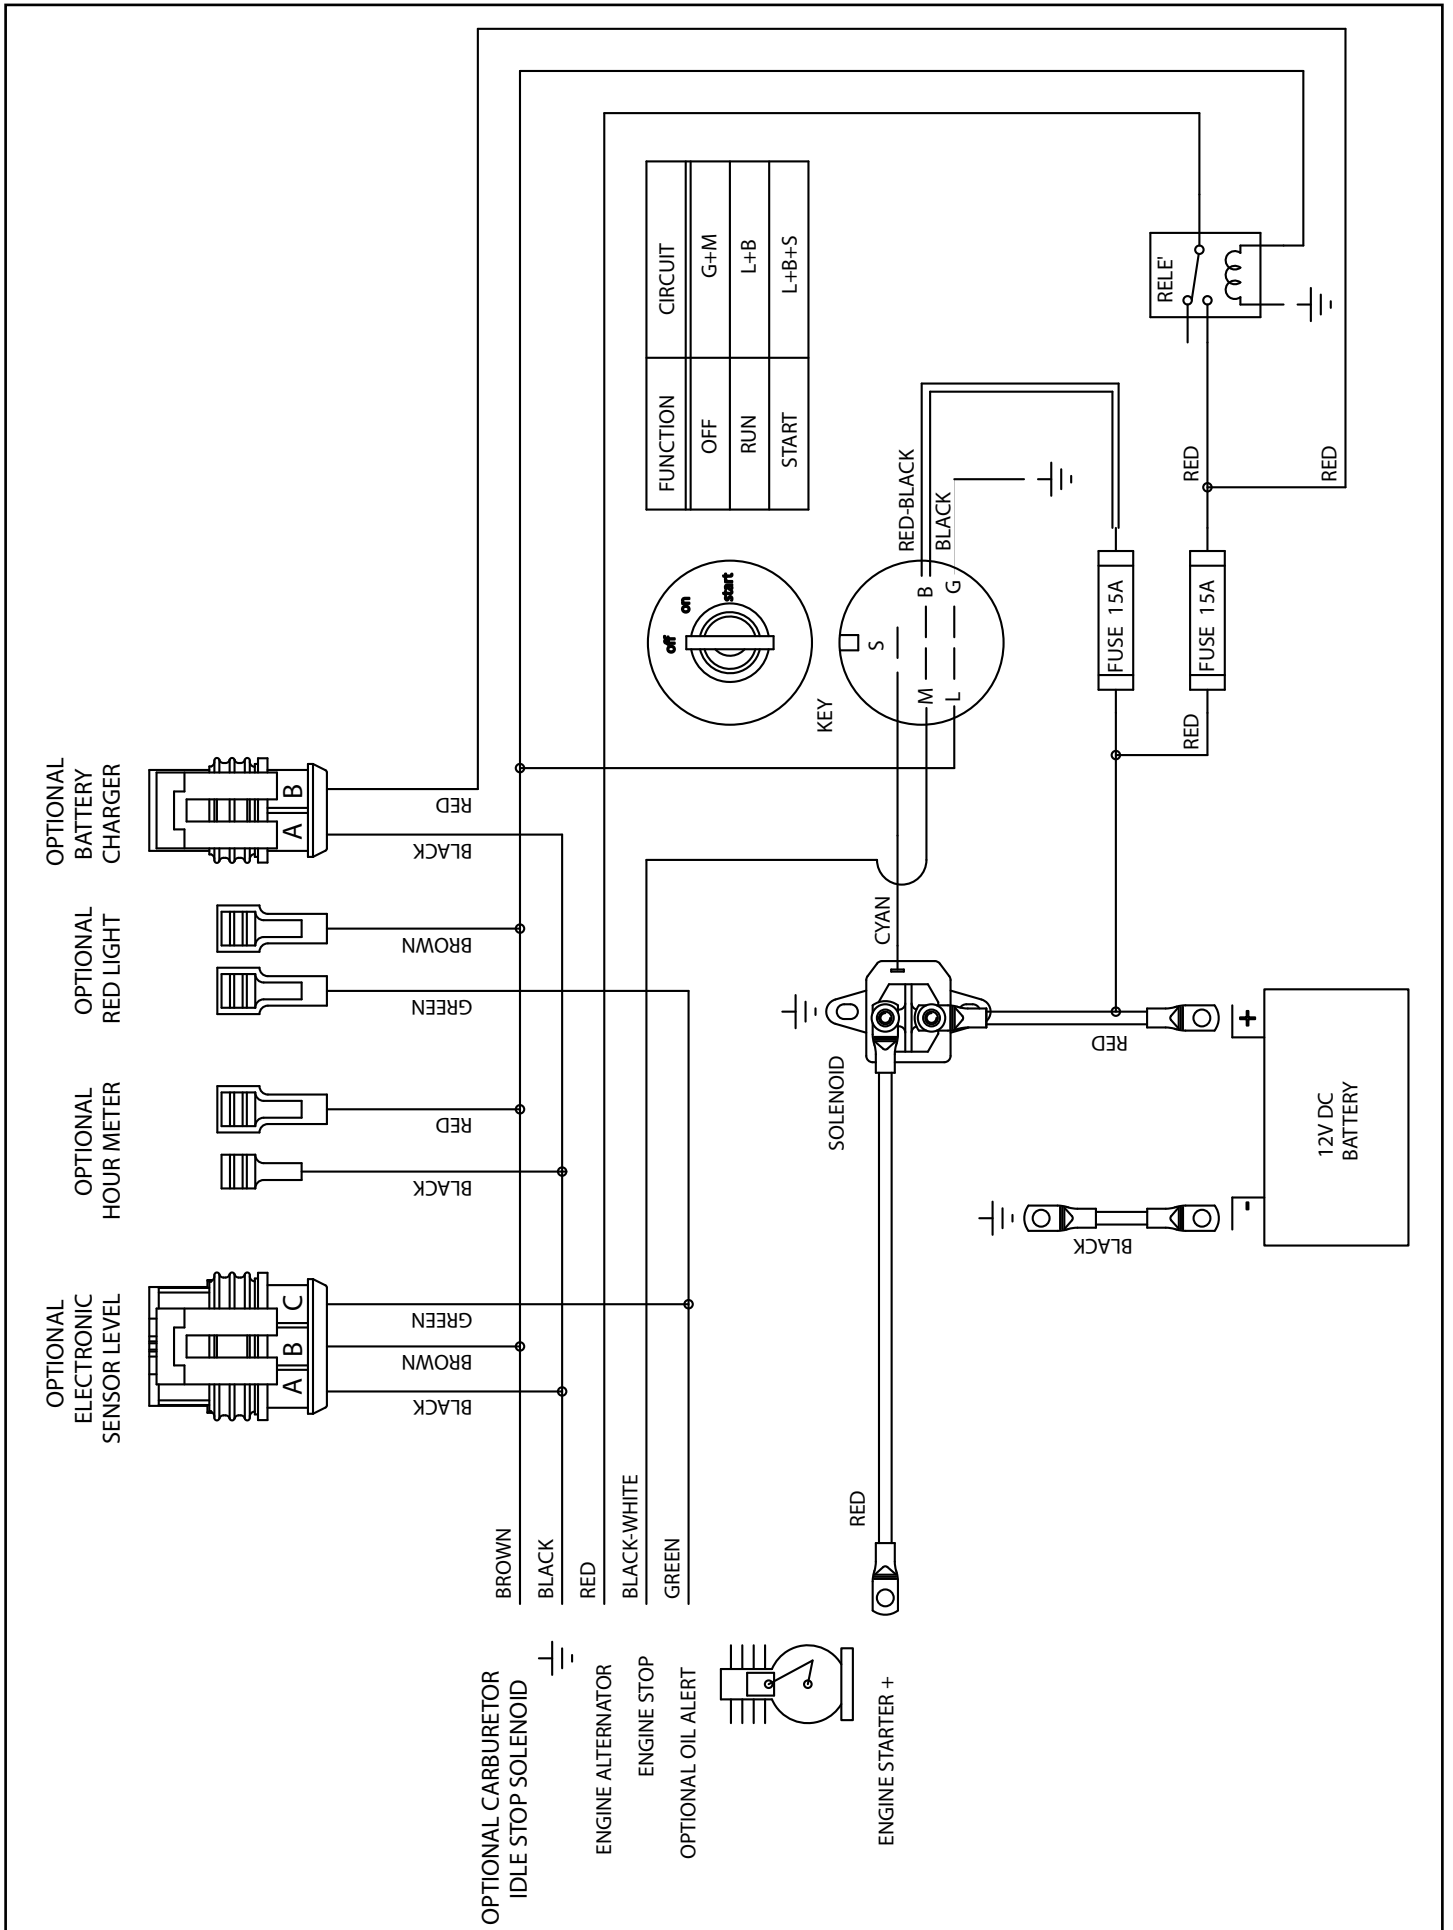 OPTIONAL
ELECTRONIC
SENSOR LEVEL
OPTIONAL
HOUR METER
OPTIONAL
RED LIGHT
OPTIONAL
BATTERY
CHARGER
A
B
C
A
B
BLACK
BROWN
GREEN
BLACK
RED
GREEN
BROWN
BLACK
RED
OPTIONAL CARBURETOR
IDLE STOP SOLENOID
BROWN
BLACK
ENGINE ALTERNATOR
RED
ENGINE STOP
BLACK-WHITE
OPTIONAL OIL ALERT
GREEN
ENGINE STARTER +
RED
SOLENOID
CYAN
KEY
off
on
start
FUNCTION
CIRCUIT
OFF
G+M
RUN
L+B
START
L+B+S
S
M
B
L
G
RED-BLACK
BLACK
BLACK
RED
RED
FUSE 15A
FUSE 15A
RED
RED
RELE'
-
+
12V DC
BATTERY